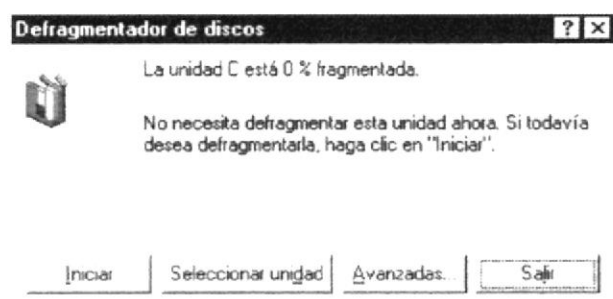 Defragmentador de discos
La unidad C está 0 % fragmentada.
No necesita defragmentar esta unidad ahora. Si todavía
desea defragmentarla, haga clic en "Iniciar".
Iniciar Seleccionar unidad Avanzadas... Salir